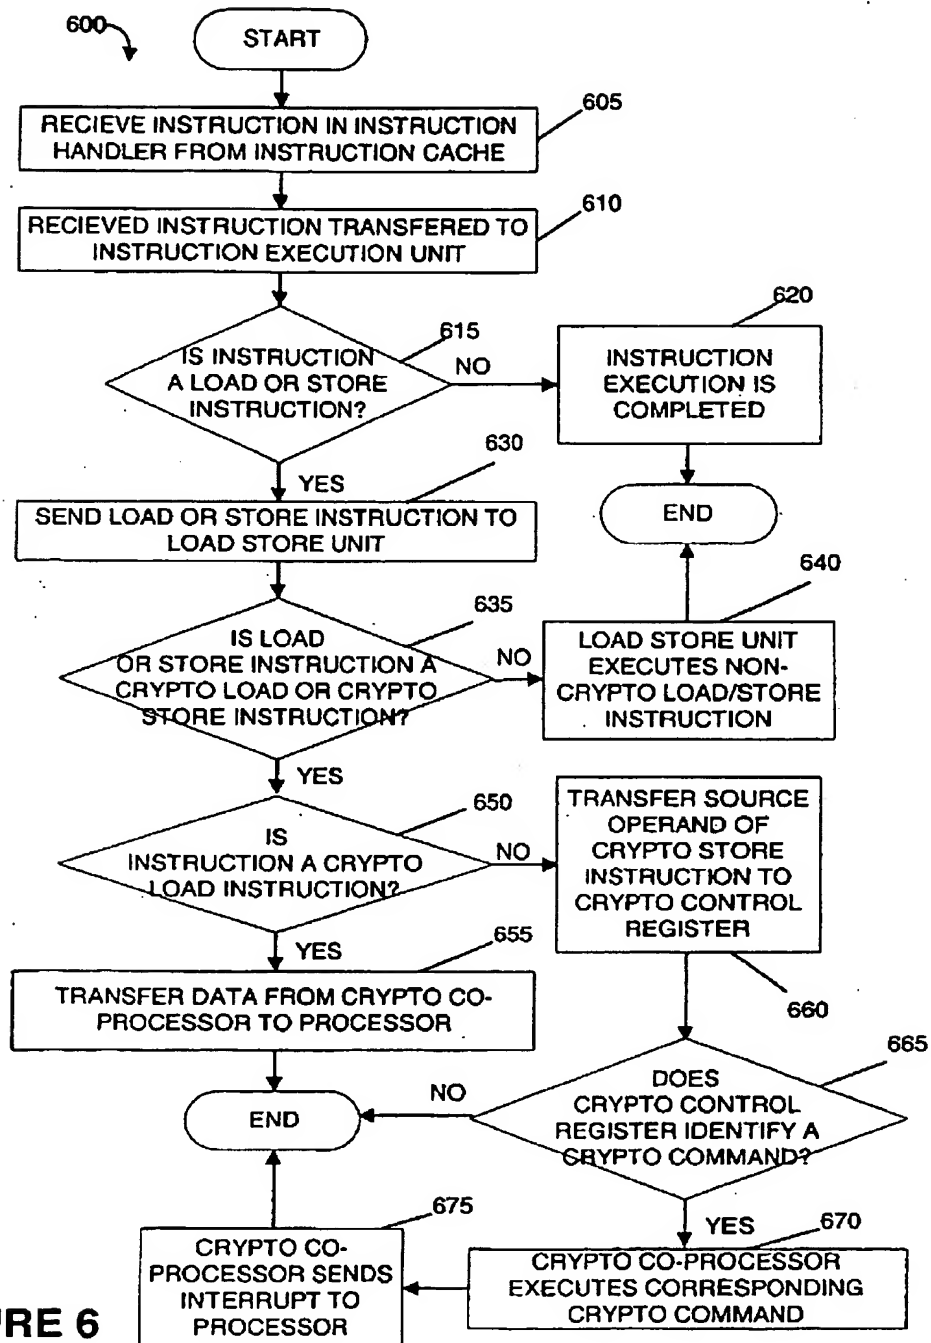 600
START
605
RECIEVE INSTRUCTION IN INSTRUCTION
HANDLER FROM INSTRUCTION CACHE
610
RECIEVED INSTRUCTION TRANSFERED TO
INSTRUCTION EXECUTION UNIT
615
IS INSTRUCTION
A LOAD OR STORE
INSTRUCTION?
NO
620
INSTRUCTION
EXECUTION IS
COMPLETED
END
YES
630
SEND LOAD OR STORE INSTRUCTION TO
LOAD STORE UNIT
635
IS LOAD
OR STORE INSTRUCTION A
CRYPTO LOAD OR CRYPTO
STORE INSTRUCTION?
NO
640
LOAD STORE UNIT
EXECUTES NON-
CRYPTO LOAD/STORE
INSTRUCTION
YES
650
IS
INSTRUCTION A CRYPTO
LOAD INSTRUCTION?
NO
TRANSFER SOURCE
OPERAND OF
CRYPTO STORE
INSTRUCTION TO
CRYPTO CONTROL
REGISTER
660
YES
655
TRANSFER DATA FROM CRYPTO CO-
PROCESSOR TO PROCESSOR
END
665
DOES
CRYPTO CONTROL
REGISTER IDENTIFY A
CRYPTO COMMAND?
NO
YES
670
CRYPTO CO-PROCESSOR
EXECUTES CORRESPONDING
CRYPTO COMMAND
675
CRYPTO CO-
PROCESSOR SENDS
INTERRUPT TO
PROCESSOR
RE 6